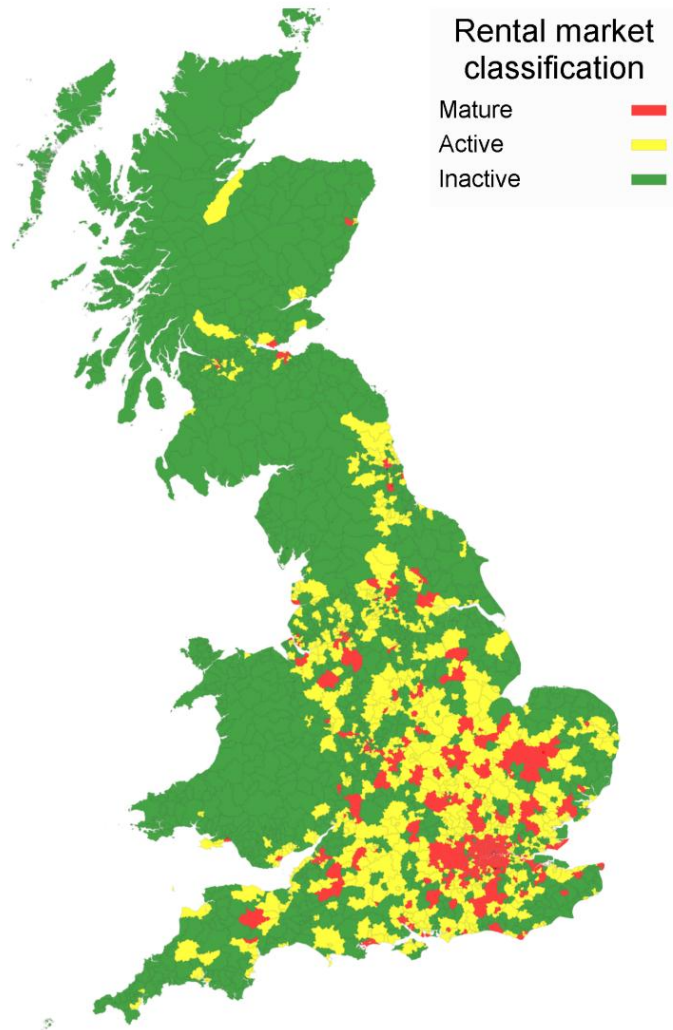 Rental market
classification
Mature
Active
Inactive